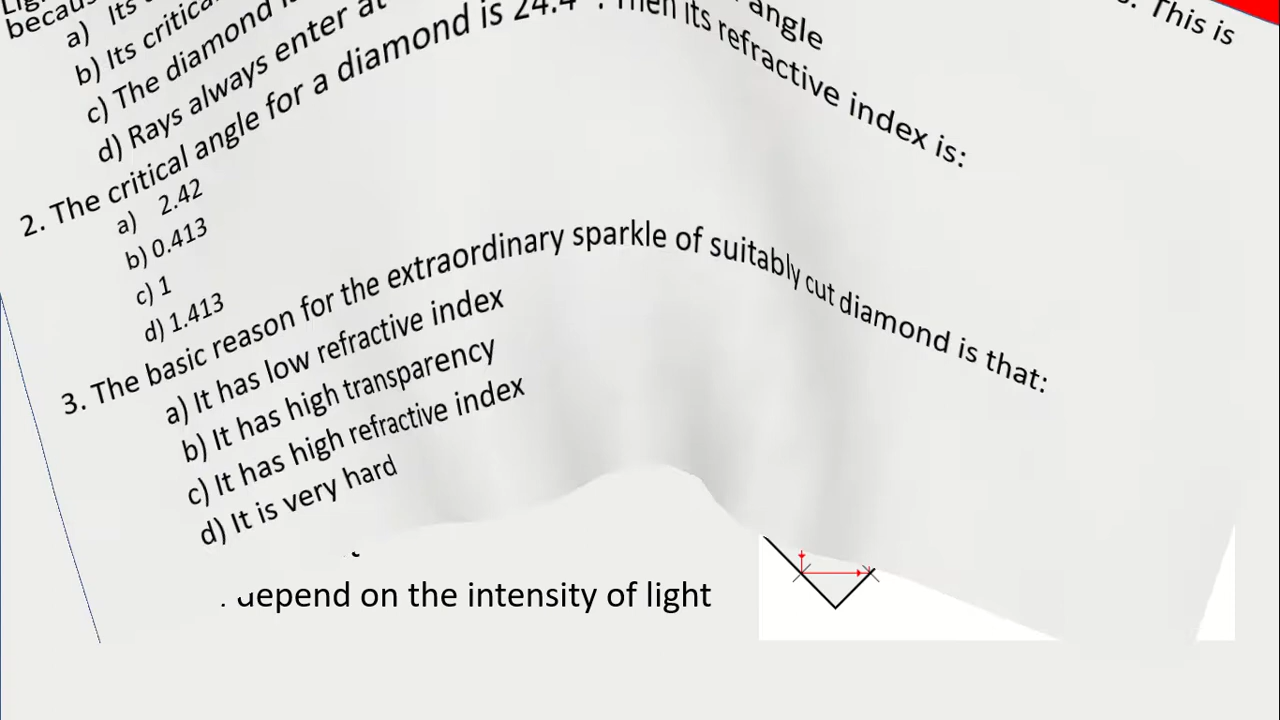 because
a) Its
b) Its critical
c) The diamond
d) Rays always enter at
angle
This is
2. The critical angle for a diamond is 24.4°. Then its refractive index is:
a) 2.42
b) 0.413
c) 1
d) 1.413
3. The basic reason for the extraordinary sparkle of suitably cut diamond is that:
a) It has low refractive index
b) It has high transparency
c) It has high refractive index
d) It is very hard
depend on the intensity of light